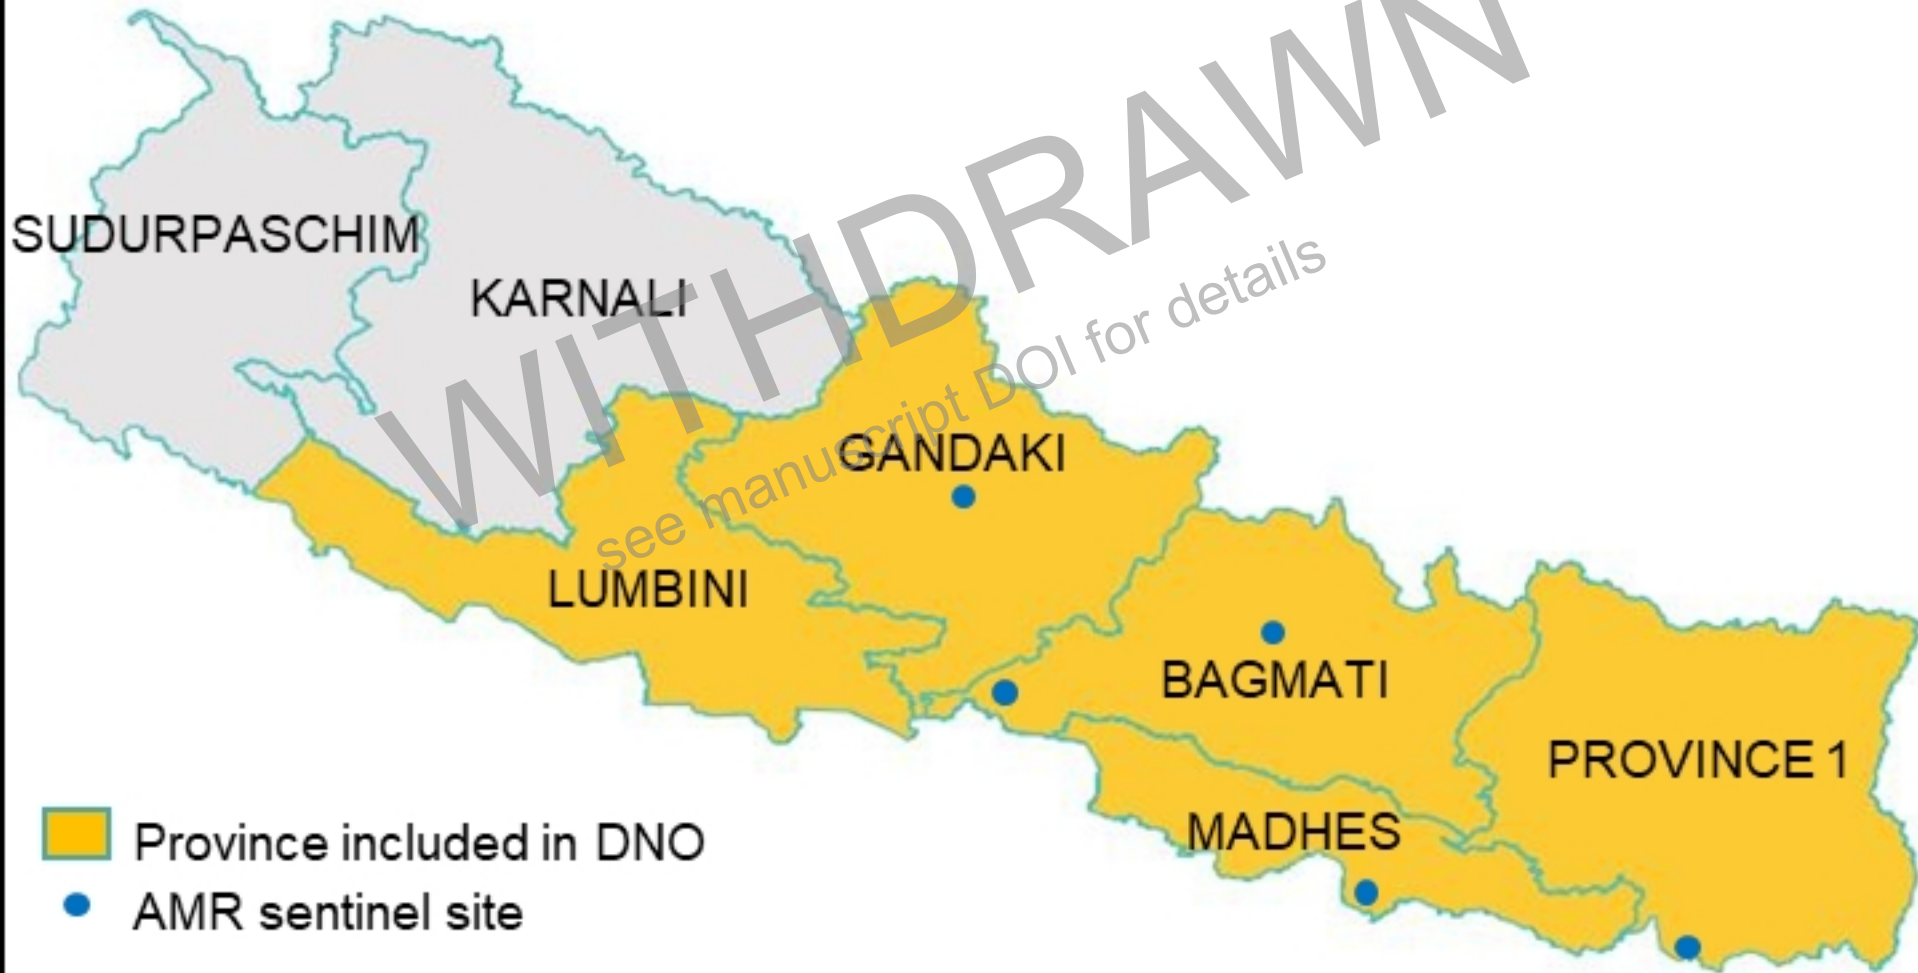 SUDURPASCHIM
KARNALI
GANDAKI
LUMBINI
BAGMATI
PROVINCE 1
MADHES
Province included in DNO
AMR sentinel site
WITHDRAWN
see manuscript DOI for details